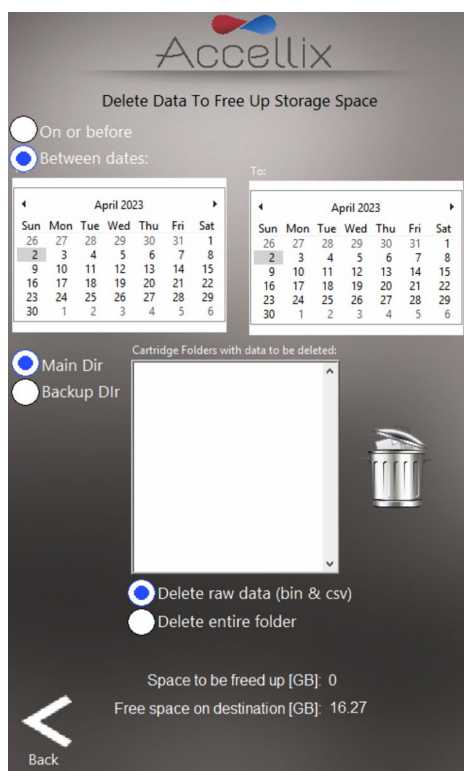 Accellix
Delete Data To Free Up Storage Space
On or before
Between dates:
To:
April 2023
Sun Mon Tue Wed Thu Fri Sat
26 27 28 29 30 31 1
2 3 4 5 6 7 8
9 10 11 12 13 14 15
16 17 18 19 20 21 22
23 24 25 26 27 28 29
30 1 2 3 4 5 6
April 2023
Sun Mon Tue Wed Thu Fri Sat
26 27 28 29 30 31 1
2 3 4 5 6 7 8
9 10 11 12 13 14 15
16 17 18 19 20 21 22
23 24 25 26 27 28 29
30 1 2 3 4 5 6
Main Dir
Backup DIr
Cartridge Folders with data to be deleted:
Delete raw data (bin & csv)
Delete entire folder
Space to be freed up [GB]: 0
Free space on destination [GB]: 16.27
Back